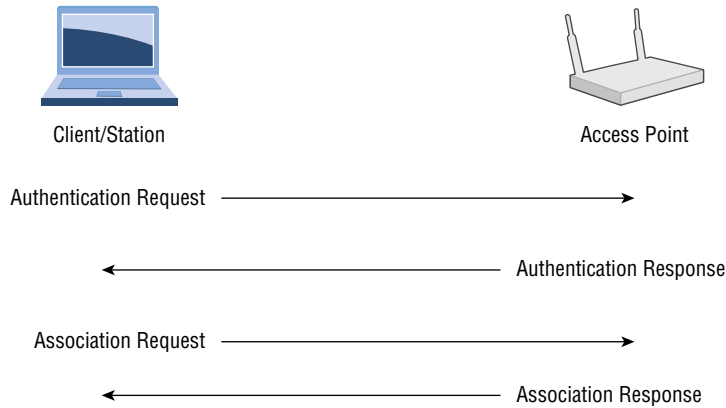 Client/Station
Access Point
Authentication Request
Authentication Response
Association Request
Association Response